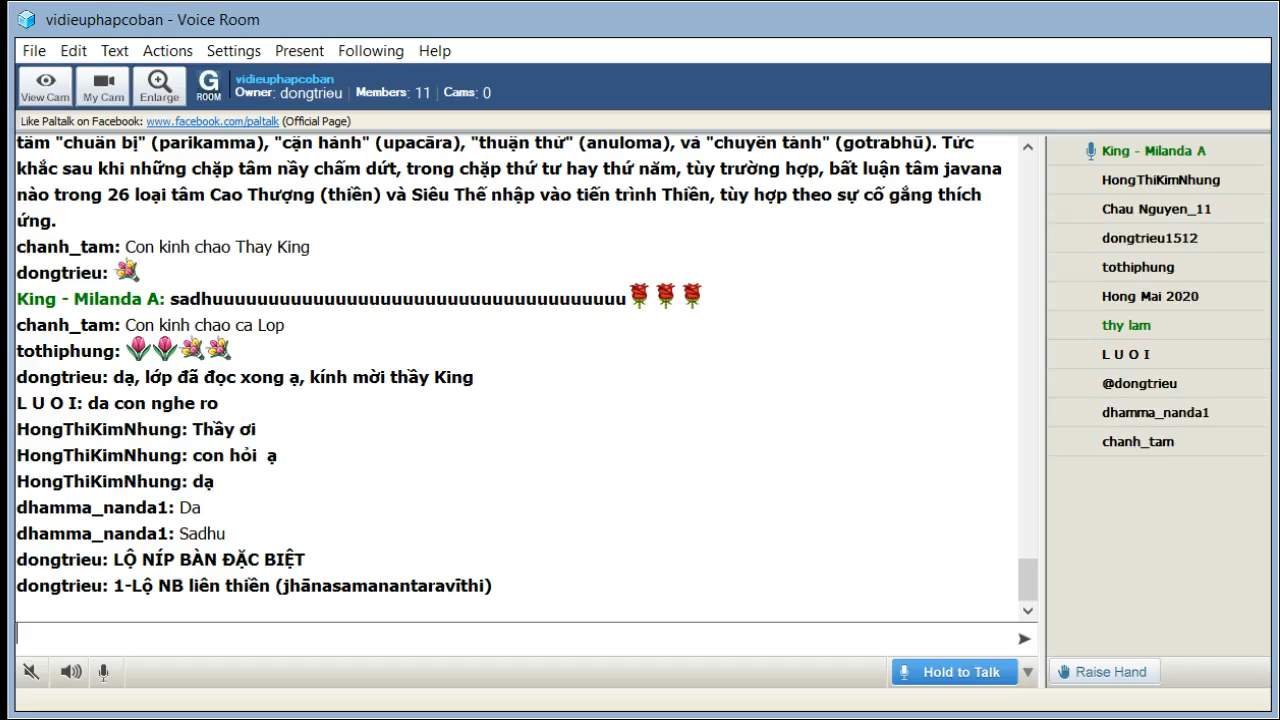 vidieuphapcoban - Voice Room
File Edit Text Actions Settings Present Following Help
View Cam My Cam Enlarge G ROOM vidieuphapcoban
Owner: dongtrieu | Members: 11 | Cams: 0
Like Paltalk on Facebook: www.facebook.com/paltalk (Official Page)
tâm "chuẩn bị" (parikamma), "cận hành" (upacāra), "thuận thứ" (anuloma), và "chuyển tánh" (gotrabhū). Tức
khắc sau khi những chặp tâm nầy chấm dứt, trong chặp thứ tư hay thứ năm, tùy trường hợp, bất luận tâm javana
nào trong 26 loại tâm Cao Thượng (thiền) và Siêu Thế nhập vào tiến trình Thiền, tùy hợp theo sự cố gắng thích
ứng.
chanh_tam: Con kinh chao Thay King
dongtrieu:
King - Milanda A: sadhuuuuuuuuuuuuuuuuuuuuuuuuuuuuuuuuuuuuu
chanh_tam: Con kinh chao ca Lop
tothiphung:
dongtrieu: dạ, lớp đã đọc xong ạ, kính mời thầy King
L U O I: da con nghe ro
HongThiKimNhung: Thầy ơi
HongThiKimNhung: con hỏi ạ
HongThiKimNhung: dạ
dhamma_nanda1: Da
dhamma_nanda1: Sadhu
dongtrieu: LỘ NÍP BÀN ĐẶC BIỆT
dongtrieu: 1-Lộ NB liên thiền (jhānasamanantaravīthi)
Hold to Talk
King - Milanda A
HongThiKimNhung
Chau Nguyen_11
dongtrieu1512
tothiphung
Hong Mai 2020
thy lam
L U O I
@dongtrieu
dhamma_nanda1
chanh_tam
Raise Hand